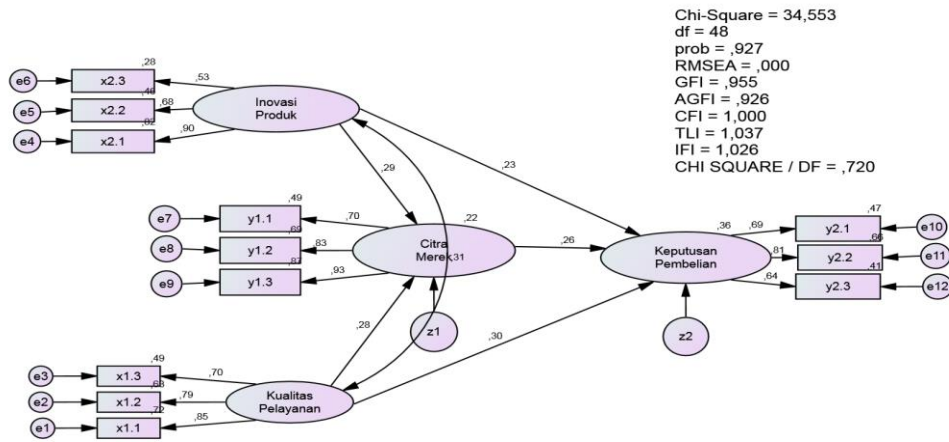 Chi-Square = 34,553
df = 48
prob = ,927
RMSEA = ,000
GFI = ,955
AGFI = ,926
CFI = 1,000
TLI = 1,037
IFI = 1,026
CHI SQUARE / DF = ,720
,28
e6
x2.3
,53
,46
e5
x2.2
,68
,82
e4
x2.1
,90
Inovasi
Produk
,23
,29
,49
e7
y1.1
,70
,69
e8
y1.2
,83
,87
e9
y1.3
,93
,22
Citra
Merek
,31
,26
,36
Keputusan
Pembelian
,47
,69
y2.1
e10
,66
,81
y2.2
e11
,41
,64
y2.3
e12
z1
z2
,28
,30
,49
e3
x1.3
,70
,63
e2
x1.2
,79
,72
e1
x1.1
,85
Kualitas
Pelayanan